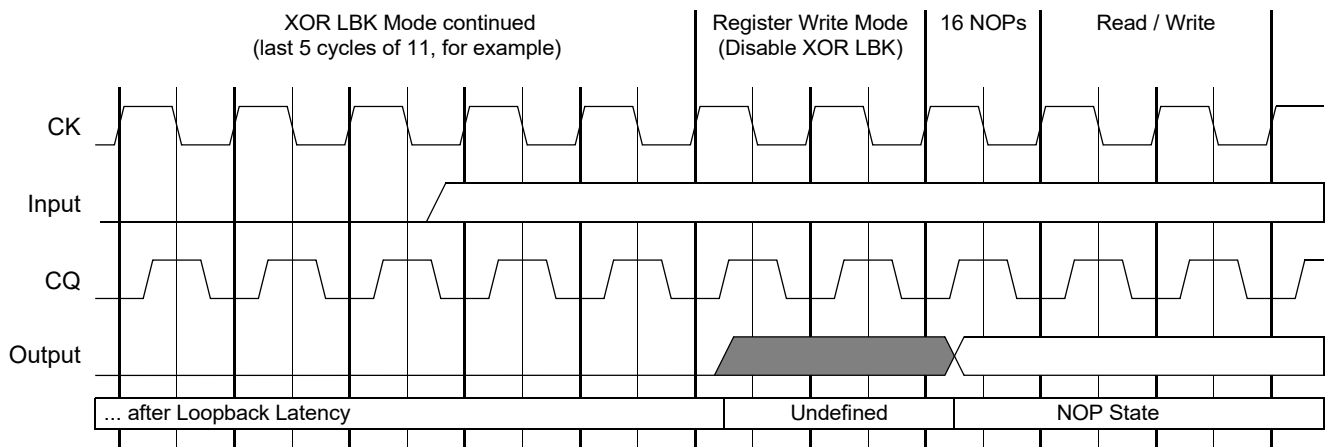 XOR LBK Mode continued
(last 5 cycles of 11, for example)
Register Write Mode
(Disable XOR LBK)
16 NOPs
Read / Write
CK
Input
CQ
Output
... after Loopback Latency
Undefined
NOP State